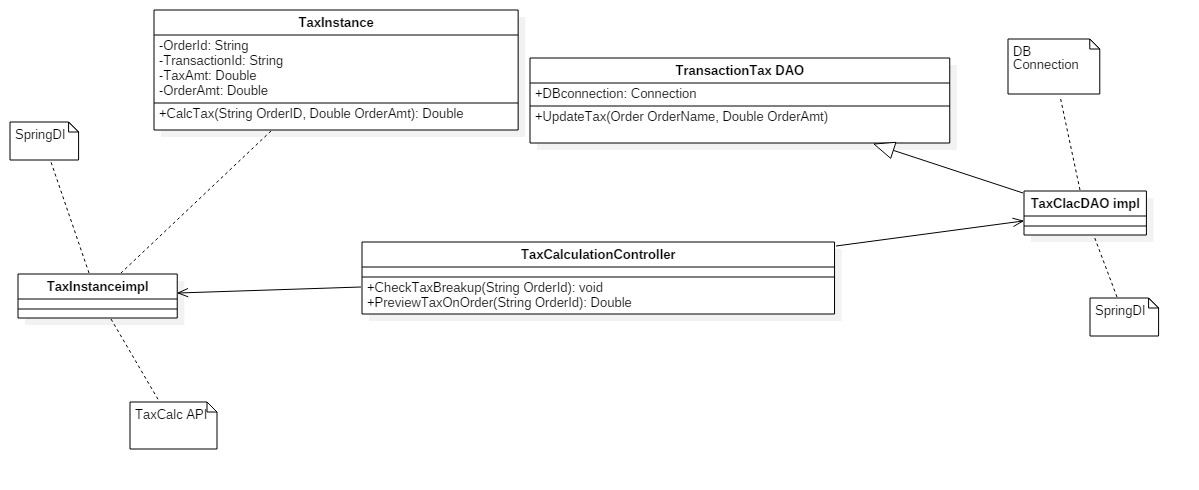 TaxInstance
-OrderId: String
-TransactionId: String
-TaxAmt: Double
-OrderAmt: Double
+CalcTax(String OrderID, Double OrderAmt): Double
TransactionTax DAO
+DBconnection: Connection
+UpdateTax(Order OrderName, Double OrderAmt)
DB
Connection
SpringDI
TaxClacDAO impl
TaxCalculationController
+CheckTaxBreakup(String OrderId): void
+PreviewTaxOnOrder(String OrderId): Double
TaxInstanceimpl
SpringDI
TaxCalc API